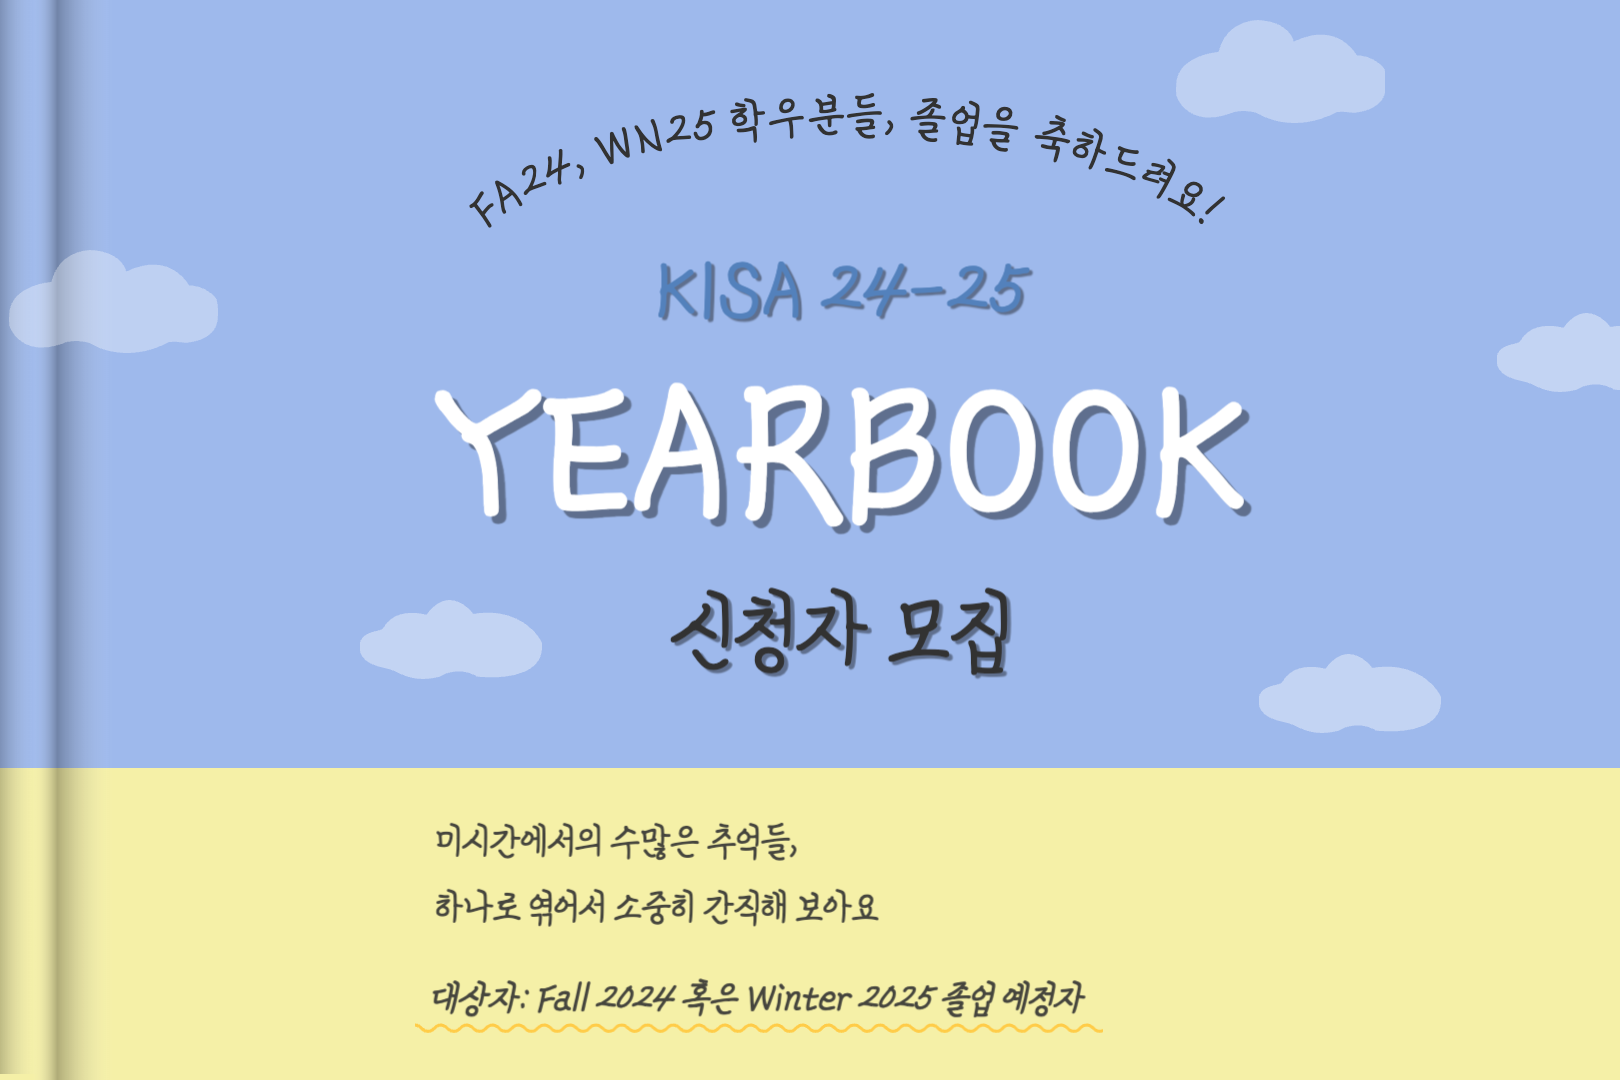 FA24, WN25 학우분들, 졸업을 축하드려요!
KISA 24-25
YEARBOOK
신청자 모집
미시간에서의 수많은 추억들,
하나로 엮어서 소중히 간직해 보아요
대상자: Fall 2024 혹은 Winter 2025 졸업 예정자